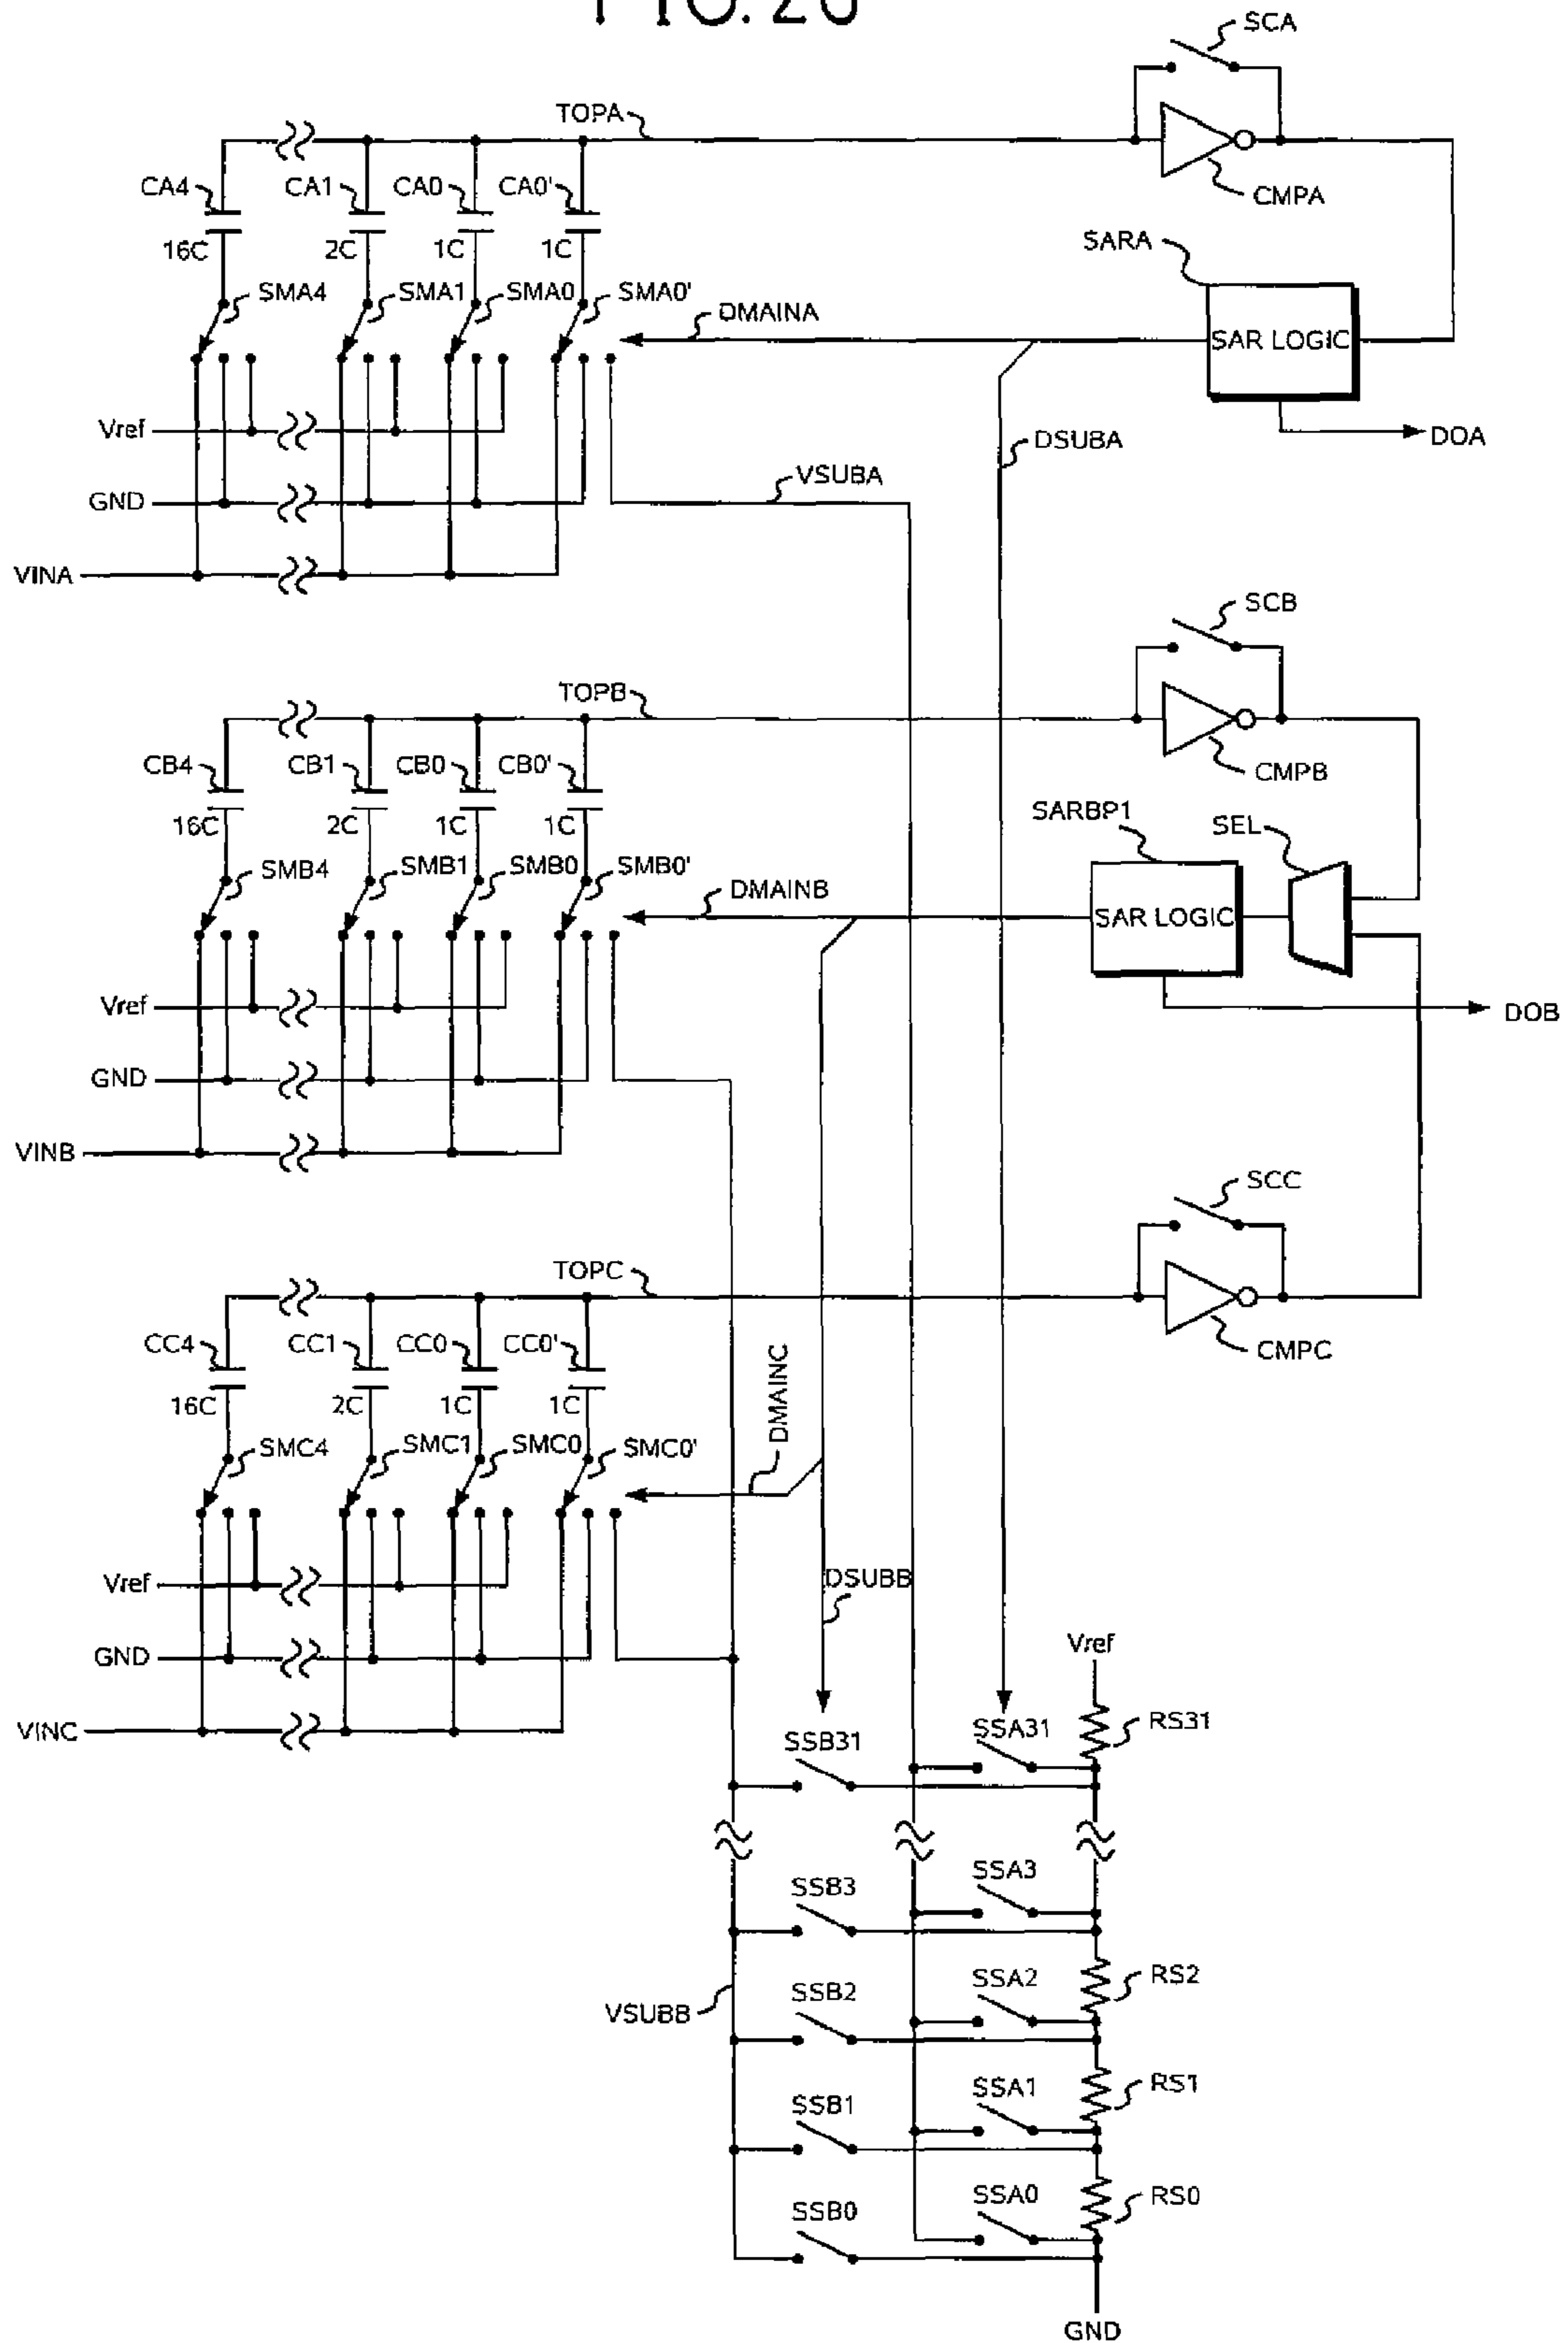 SCA
TOPA
CA4 CA1 CA0 CA0'
CMPA
16C 2C 1C 1C
SARA
SMA4 SMA1 SMA0 SMA0'
DMAINA
SAR LOGIC
Vref
DSUBA
DOA
VSUBA
GND
VINA
SCB
TOPB
CB4 CB1 CB0 CB0'
CMPB
16C 2C 1C 1C
SARBP1
SEL
SMB4 SMB1 SMB0 SMB0'
DMAINB
SAR LOGIC
Vref
DOB
GND
VINB
SCC
TOPC
CC4 CC1 CC0 CC0'
CMPC
DMAINC
16C 2C 1C 1C
SMC4 SMC1 SMC0 SMC0'
Vref
DSUBB
GND
Vref
VINC
SSB31
SSA31
RS31
SSB3
SSA3
RS2
SSB2
SSA2
VSUBB
SSB1
SSA1
RS1
SSB0
SSA0
RS0
GND